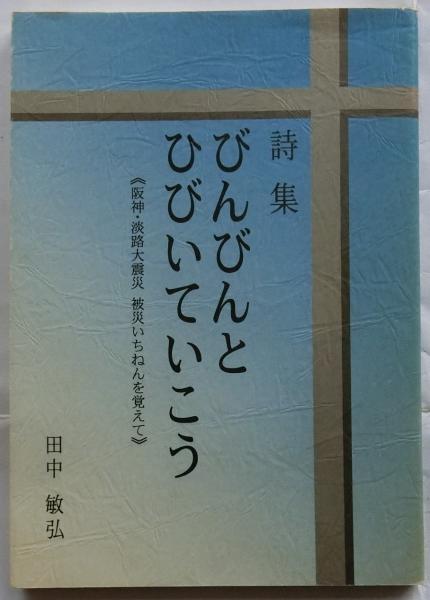 詩集
びんびんと
ひびいていこう
《阪神・淡路大震災 被災いちねんを覚えて》
田中 敏弘